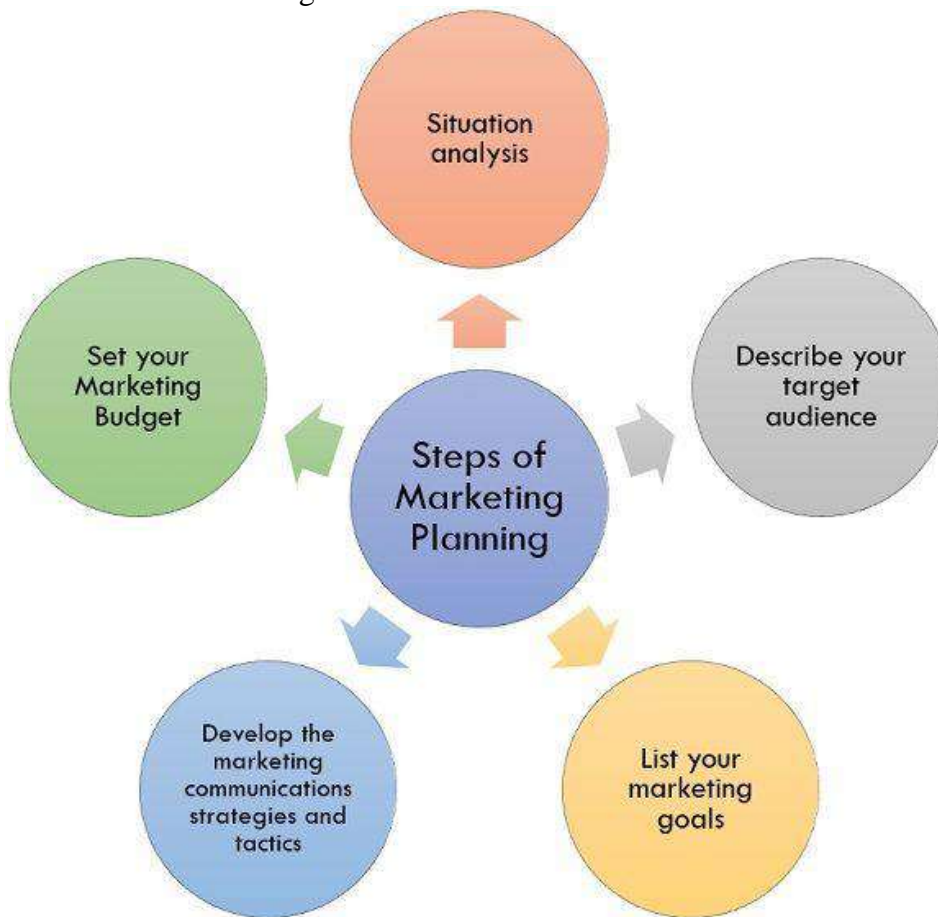 Situation
analysis
Describe your
target
audience
List your
marketing
goals
Develop the
marketing
communications
strategies and
tactics
Set your
Marketing
Budget
Steps of
Marketing
Planning